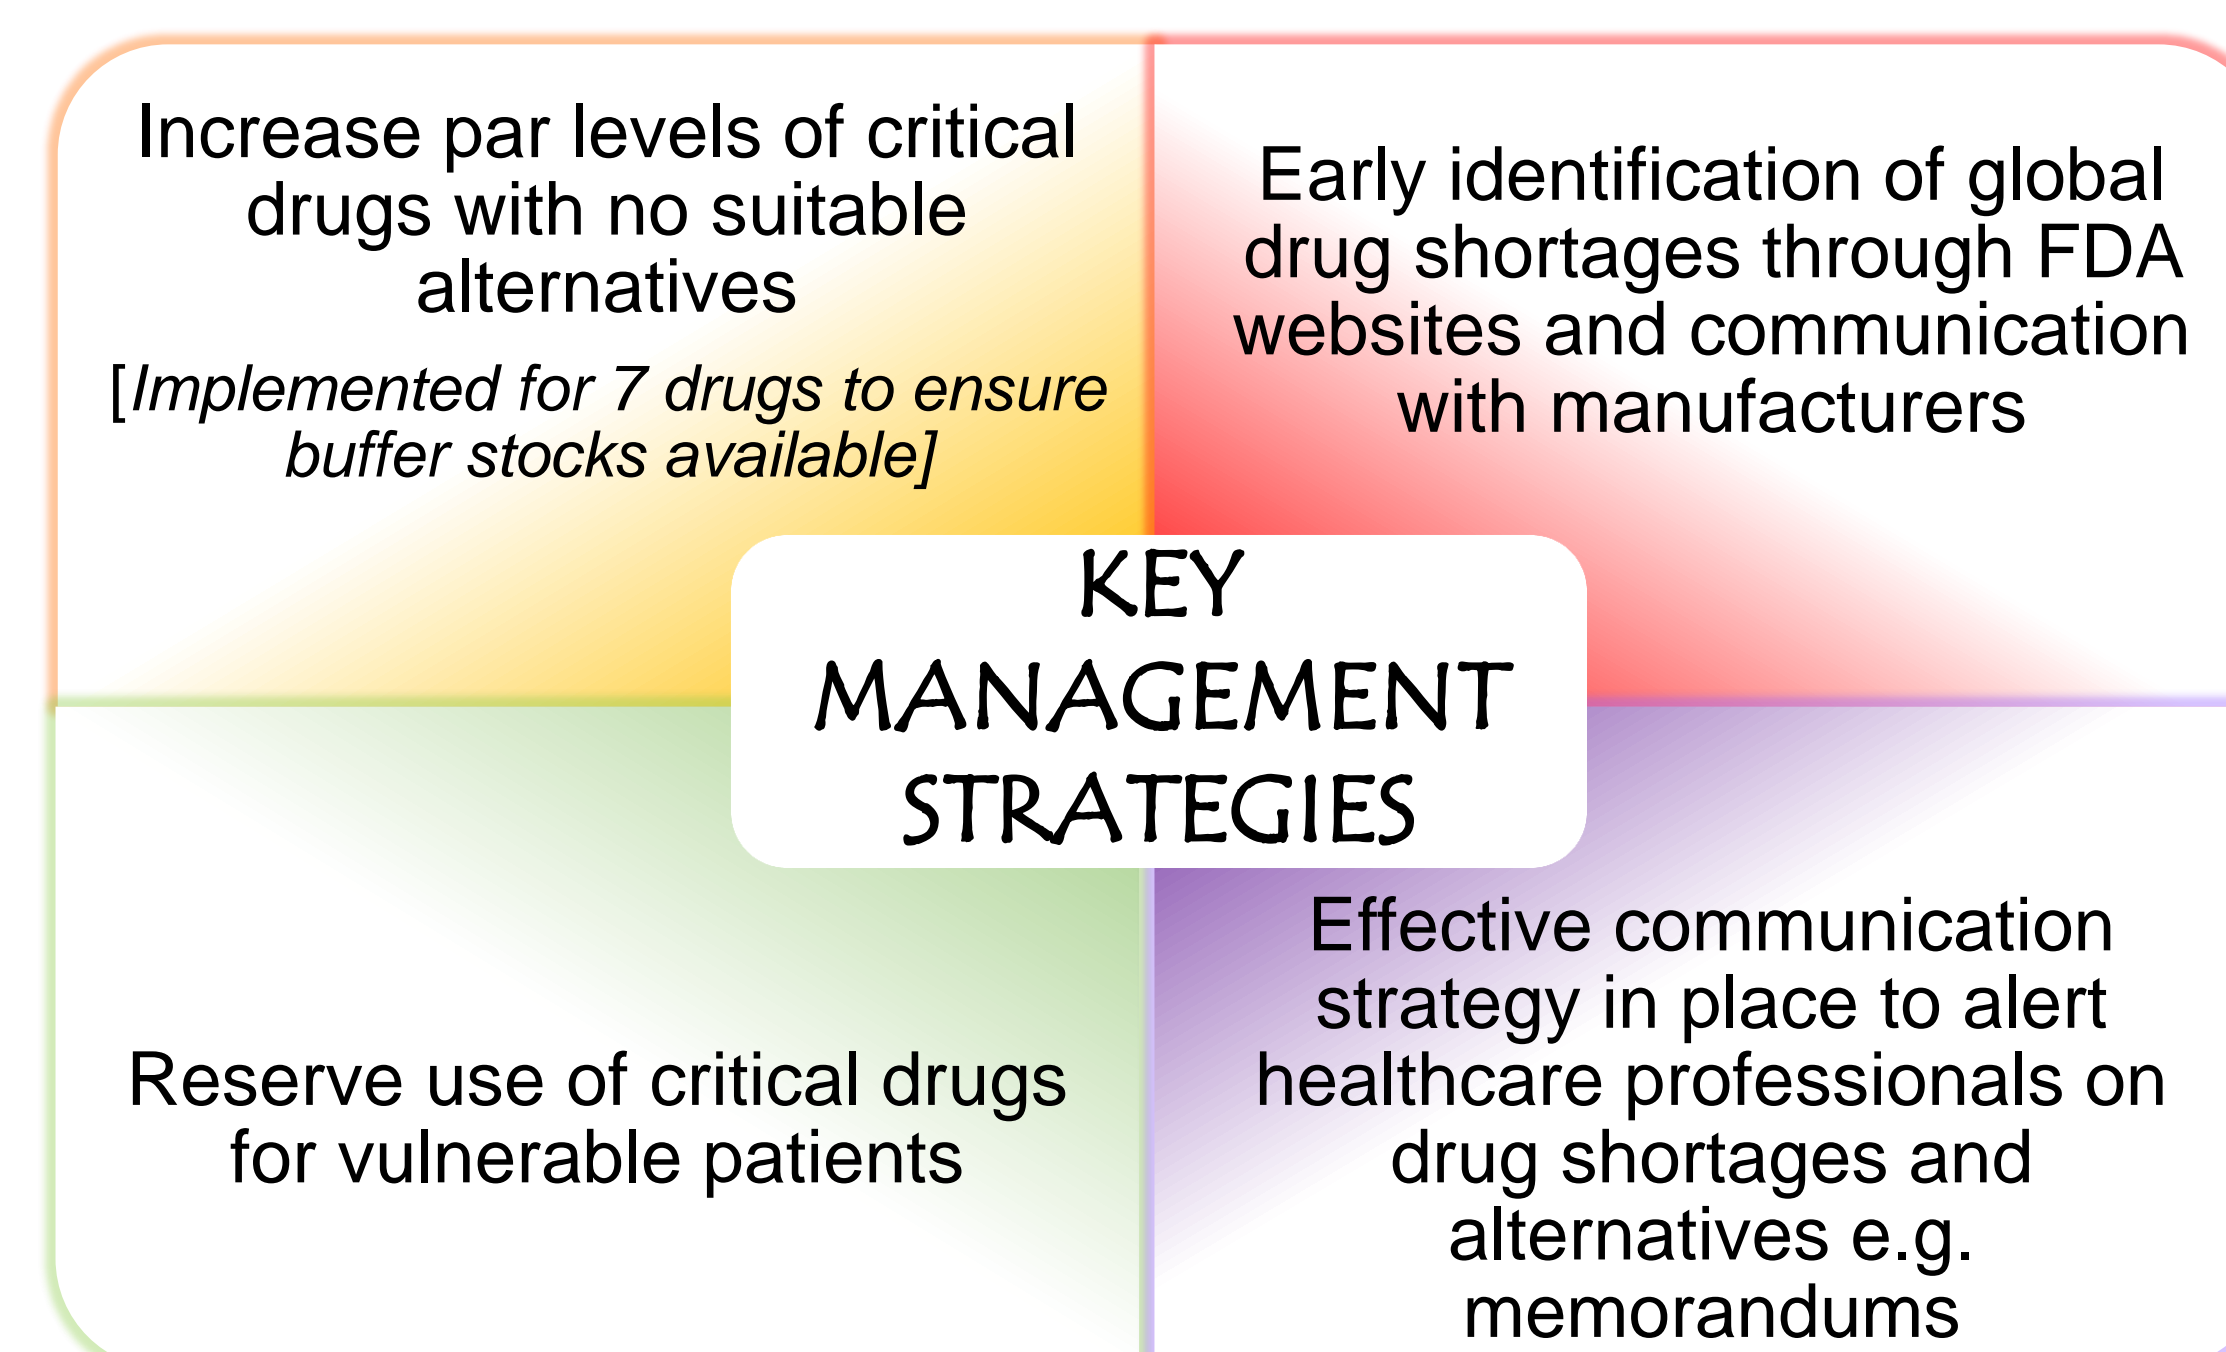 Increase par levels of critical
drugs with no suitable
alternatives
[Implemented for 7 drugs to ensure
buffer stocks available]
Early identification of global
drug shortages through FDA
websites and communication
with manufacturers
KEY
MANAGEMENT
STRATEGIES
Reserve use of critical drugs
for vulnerable patients
Effective communication
strategy in place to alert
healthcare professionals on
drug shortages and
alternatives e.g.
memorandums